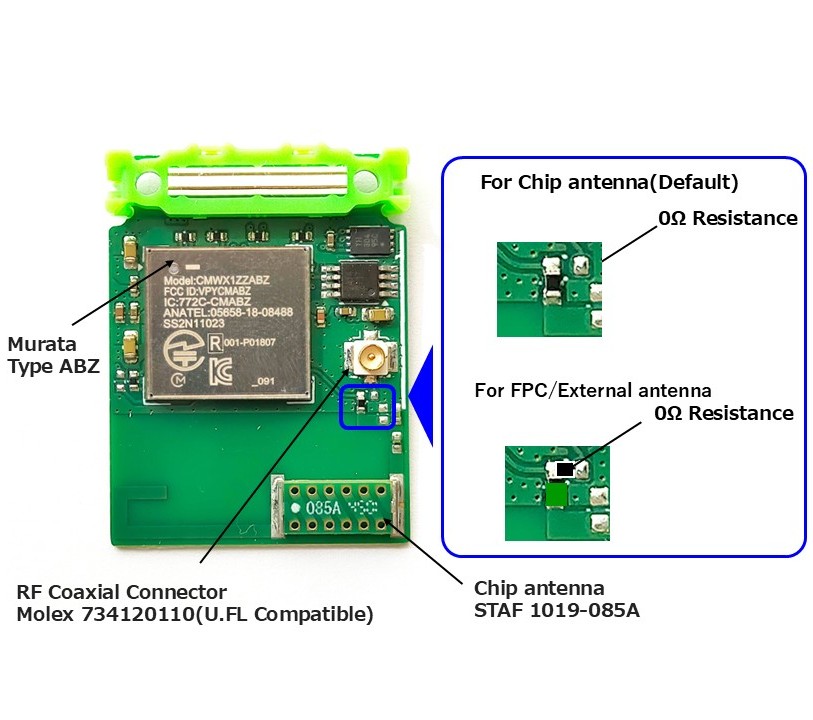 For Chip antenna(Default)
0Ω Resistance
Model:CMWX1ZZABZ
FCC ID:VPYCMABZ
IC:772C-CMABZ
ANATEL:05658-18-08488
SS2N11023
R 001-P01807
_091
Murata
Type ABZ
For FPC/External antenna
0Ω Resistance
085A
RF Coaxial Connector
Molex 734120110(U.FL Compatible)
Chip antenna
STAF 1019-085A